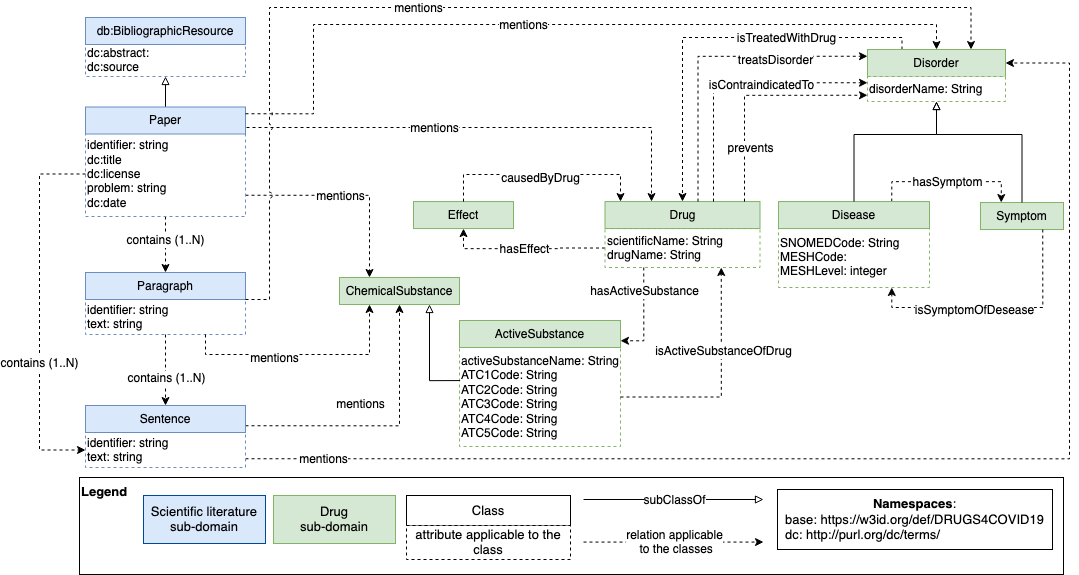 mentions
mentions
db:BibliographicResource
dc:abstract:
dc:source
isTreatedWithDrug
treatsDisorder
isContraindicatedTo
prevents
Disorder
disorderName: String
Paper
identifier: string
dc:title
dc:license
problem: string
dc:date
mentions
mentions
causedByDrug
Effect
hasEffect
Drug
scientificName: String
drugName: String
hasSymptom
Disease
SNOMEDCode: String
MESHCode:
MESHLevel: integer
Symptom
isSymptomOfDesease
contains (1..N)
Paragraph
identifier: string
text: string
ChemicalSubstance
hasActiveSubstance
ActiveSubstance
activeSubstanceName: String
ATC1Code: String
ATC2Code: String
ATC3Code: String
ATC4Code: String
ATC5Code: String
isActiveSubstanceOfDrug
mentions
contains (1..N)
contains (1..N)
mentions
Sentence
identifier: string
text: string
mentions
Legend
Scientific literature
sub-domain
Drug
sub-domain
Class
attribute applicable to the
class
subClassOf
relation applicable
to the classes
Namespaces:
base: https://w3id.org/def/DRUGS4COVID19
dc: http://purl.org/dc/terms/